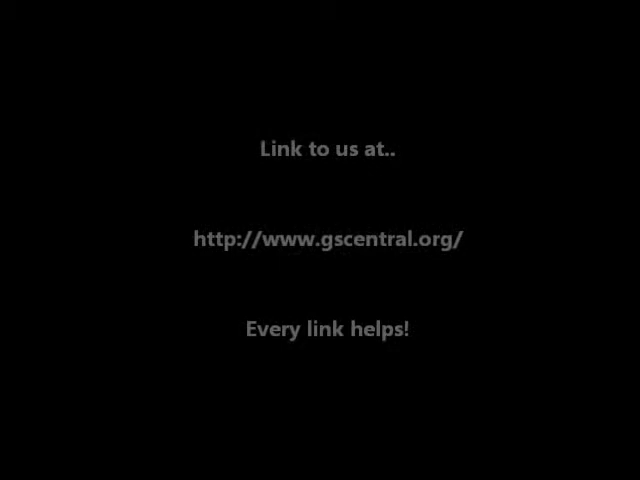 Link to us at..
http://www.gscentral.org/
Every link helps!